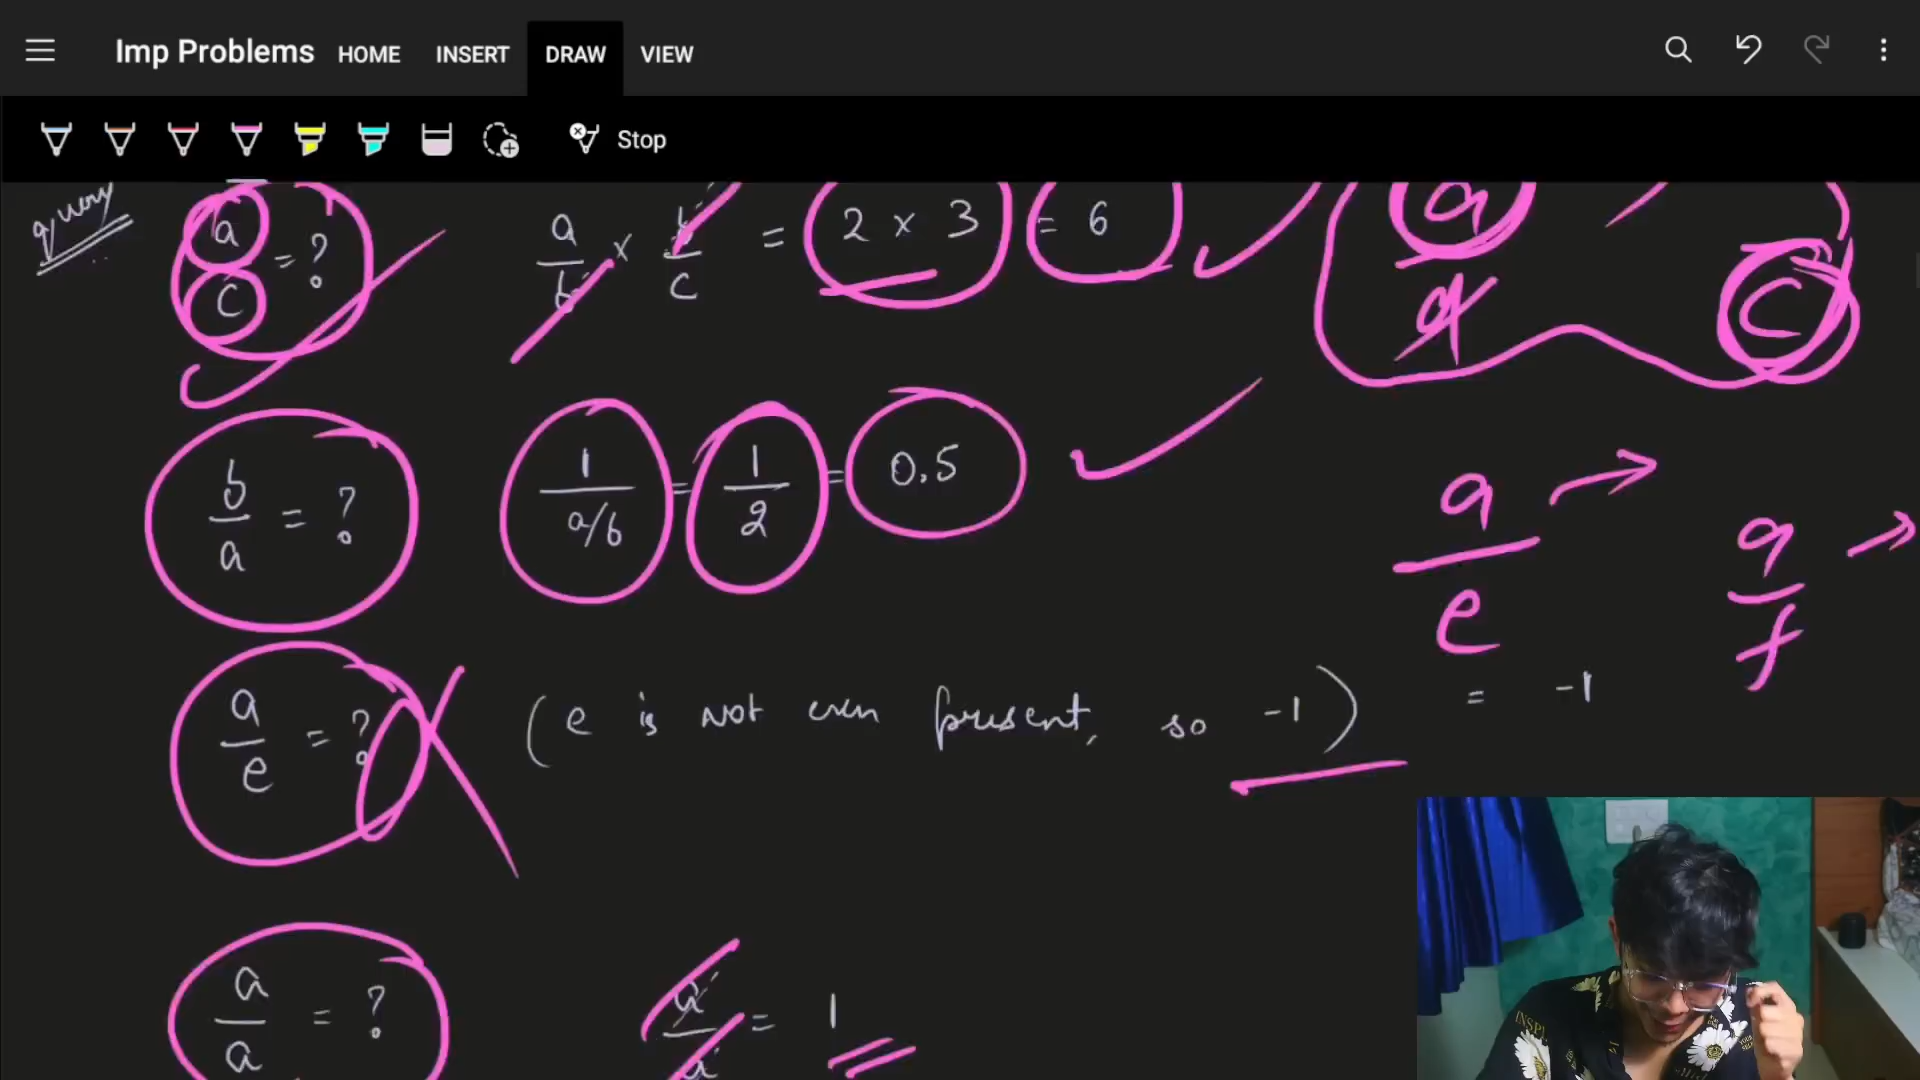 Imp Problems HOME INSERT DRAW VIEW
Stop
query
a/c = ? a/b x b/c = 2 x 3 = 6
a
a
c
b/a = ? 1/(a/b) = 1/2 = 0.5
a/e
a/f
a/e = ? (e is not even present, so -1) = -1
a/a = ? a/a = 1